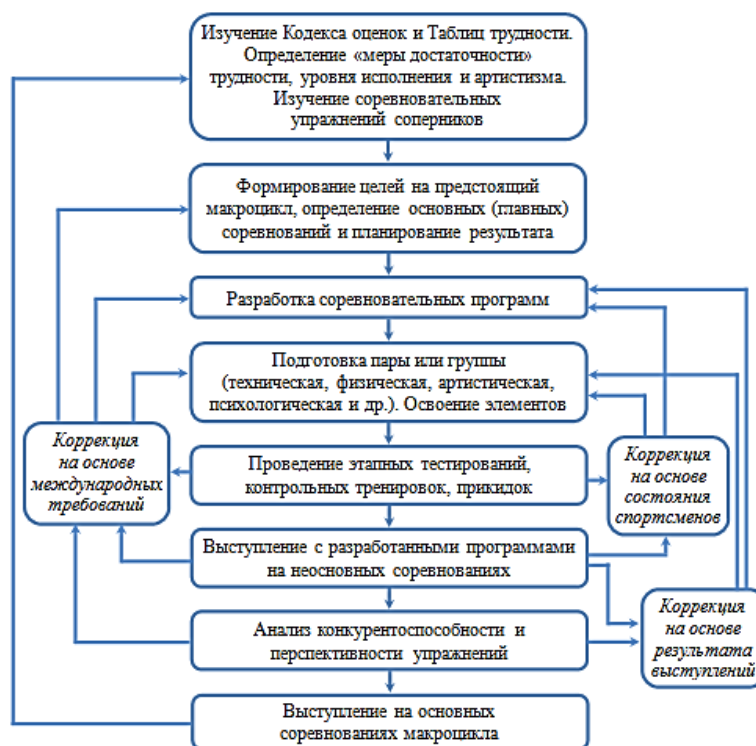 Изучение Кодекса оценок и Таблиц трудности.
Определение «меры достаточности»
трудности, уровня исполнения и артистизма.
Изучение соревновательных
упражнений соперников
Формирование целей на предстоящий
макроцикл, определение основных (главных)
соревнований и планирование результата
Разработка соревновательных программ
Подготовка пары или группы
(техническая, физическая, артистическая,
психологическая и др.). Освоение элементов
Коррекция
на основе
международных
требований
Проведение этапных тестирований,
контрольных тренировок, прикидок
Коррекция
на основе
состояния
спортсменов
Выступление с разработанными программами
на неосновных соревнованиях
Анализ конкурентоспособности и
перспективности упражнений
Коррекция
на основе
результата
выступлений
Выступление на основных
соревнованиях макроцикла